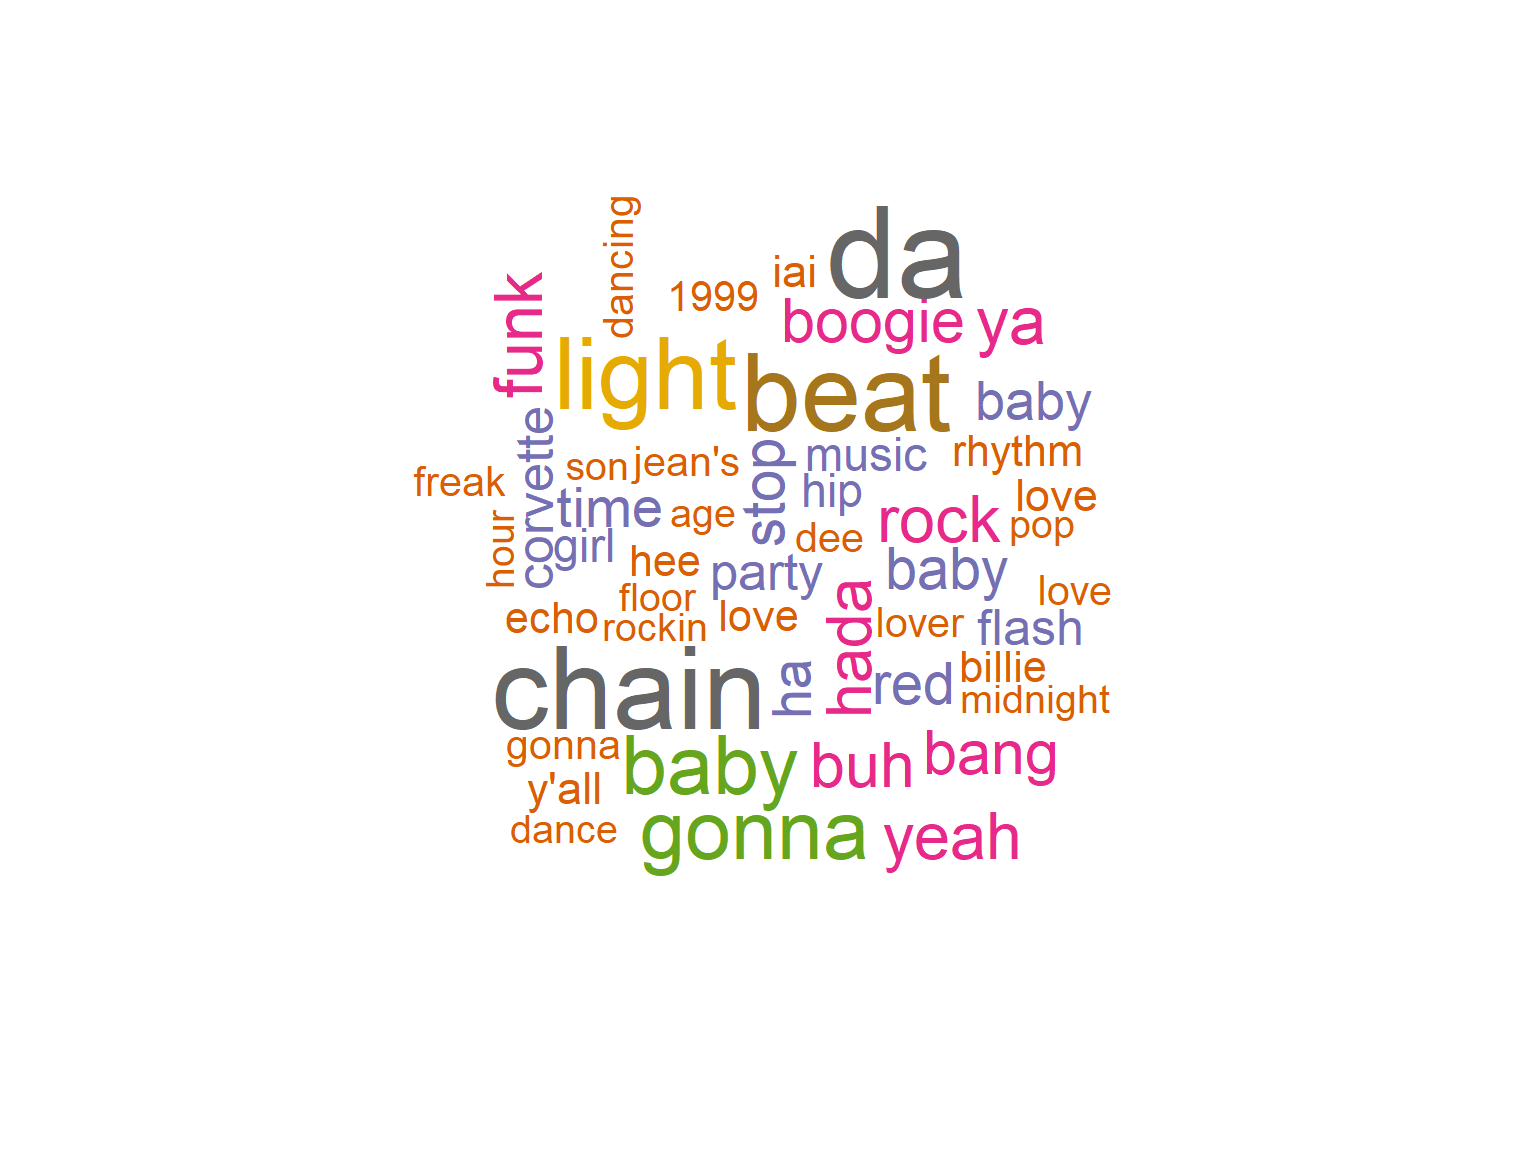 dancing
da
iai
1999
funk
boogie
ya
light
beat
baby
corvette
stop
music
rhythm
jean's
son
freak
hip
love
time
age
rock
pop
hour
dee
girl
hee
party
baby
hada
love
floor
echo
rockin
love
lover
flash
chain
ha
red
billie
midnight
gonna
baby
buh
bang
y'all
dance
gonna
yeah